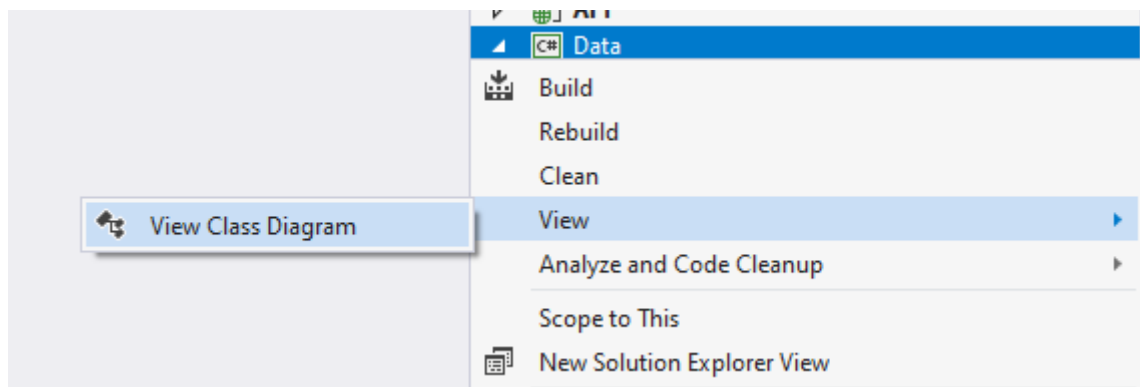 C# Data
Build
Rebuild
Clean
View Class Diagram
View
Analyze and Code Cleanup
Scope to This
New Solution Explorer View